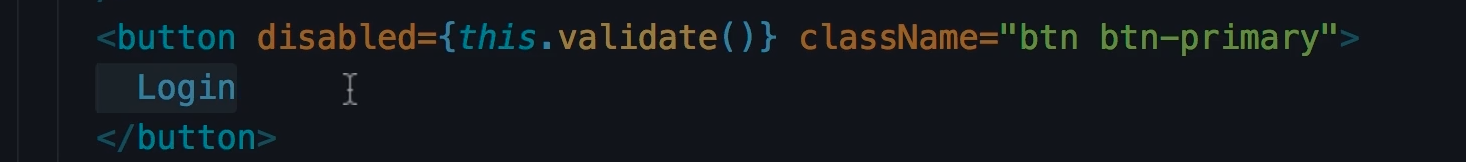 <button disabled={this.validate()} className="btn btn-primary">
Login
</button>